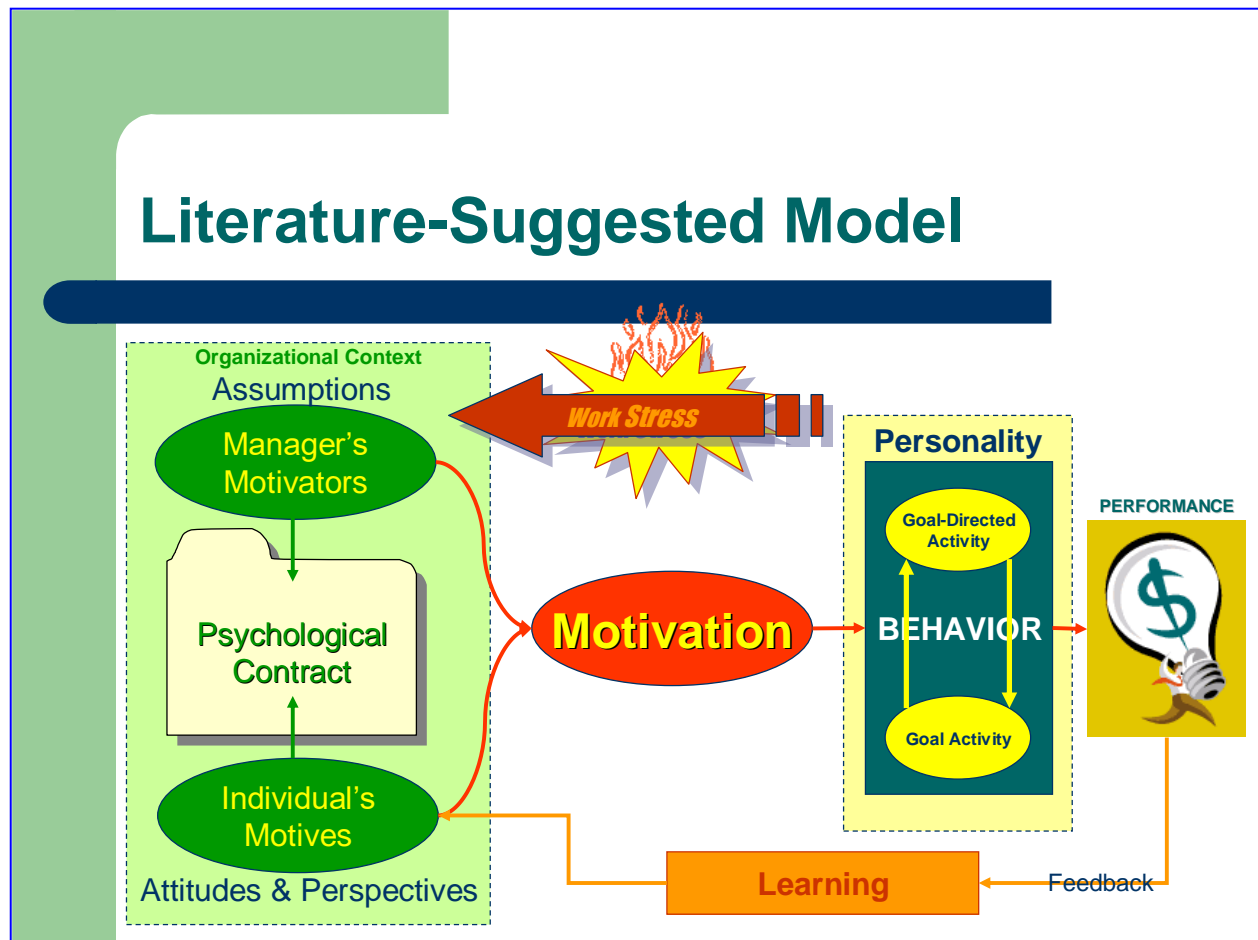 Literature-Suggested Model
Organizational Context
Assumptions
Manager's
Motivators
Psychological
Contract
Individual's
Motives
Attitudes & Perspectives
Work Stress
Motivation
Personality
Goal-Directed
Activity
BEHAVIOR
Goal Activity
PERFORMANCE
$
Learning
Feedback